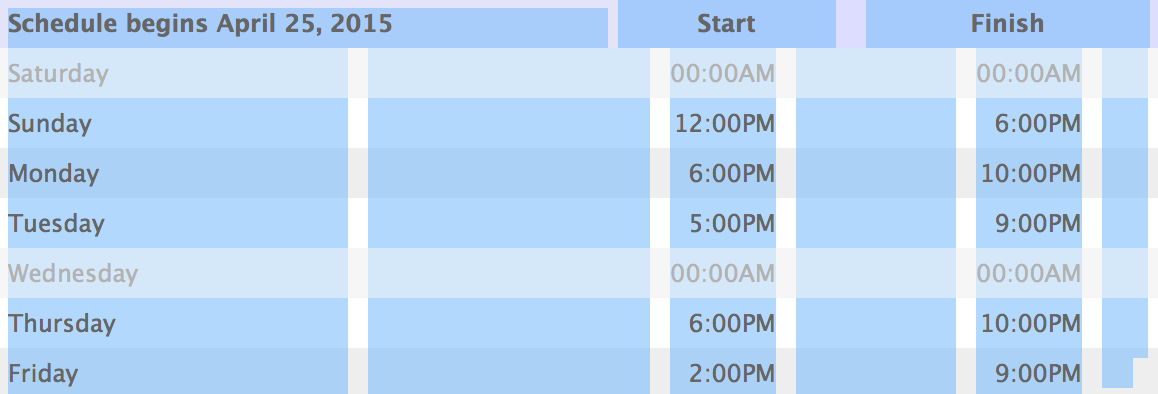 Schedule begins April 25, 2015 Start Finish
Saturday 00:00AM 00:00AM
Sunday 12:00PM 6:00PM
Monday 6:00PM 10:00PM
Tuesday 5:00PM 9:00PM
Wednesday 00:00AM 00:00AM
Thursday 6:00PM 10:00PM
Friday 2:00PM 9:00PM